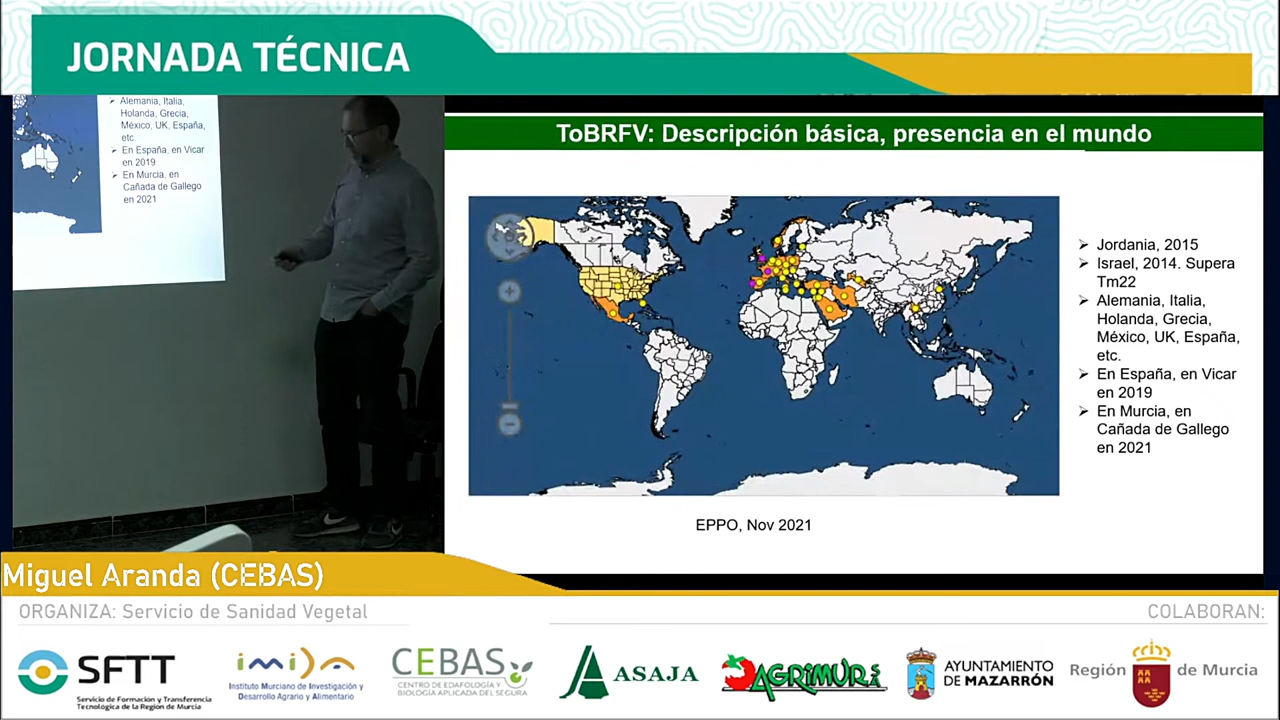 JORNADA TÉCNICA
Alemania, Italia,
Holanda, Grecia,
México, UK, España,
etc.
En España, en Vicar
en 2019
En Murcia, en
Cañada de Gallego
en 2021
ToBRFV: Descripción básica, presencia en el mundo
Jordania, 2015
Israel, 2014. Supera
Tm22
Alemania, Italia,
Holanda, Grecia,
México, UK, España,
etc.
En España, en Vicar
en 2019
En Murcia, en
Cañada de Gallego
en 2021
EPPO, Nov 2021
Miguel Aranda (CEBAS)
ORGANIZA: Servicio de Sanidad Vegetal
COLABORAN:
SFTT
Servicio de Formación y Transferencia
Tecnológica de la Región de Murcia
imida
Instituto Murciano de Investigación y
Desarrollo Agrario y Alimentario
CEBAS
CENTRO DE EDAFOLOGÍA Y
BIOLOGÍA APLICADA DEL SEGURA
ASAJA
AGRIMUR
AYUNTAMIENTO
DE MAZARRÓN
Región de Murcia